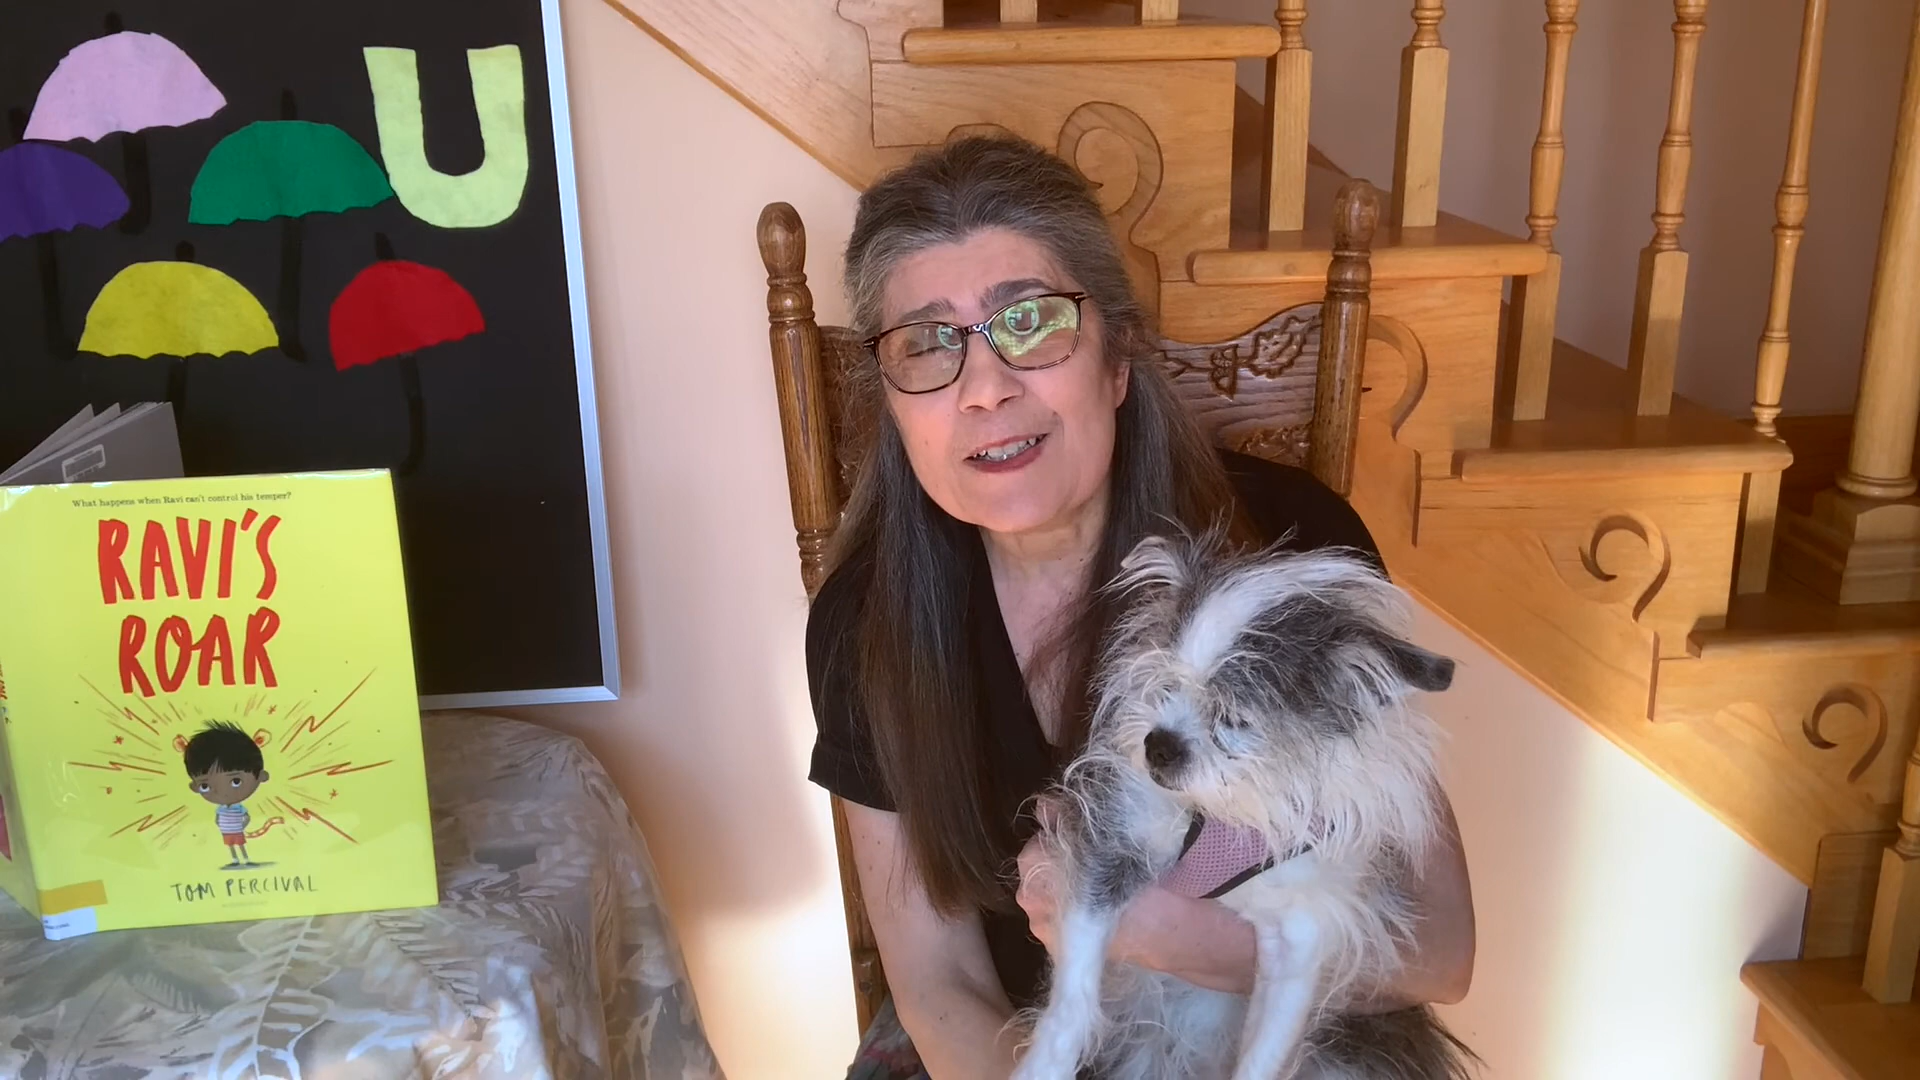 U
What happens when Ravi can't control his temper?
RAVI'S
ROAR
TOM PERCIVAL